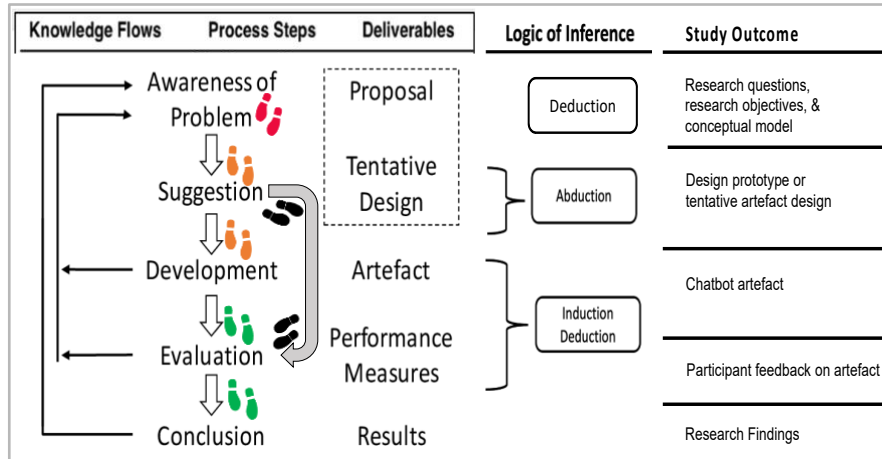 Knowledge Flows Process Steps Deliverables Logic of Inference Study Outcome
Awareness of
Problem
Proposal
Deduction
Research questions,
research objectives, &
conceptual model
Suggestion
Tentative
Design
Abduction
Design prototype or
tentative artefact design
Development
Artefact
Induction
Deduction
Chatbot artefact
Evaluation
Performance
Measures
Participant feedback on artefact
Conclusion
Results
Research Findings